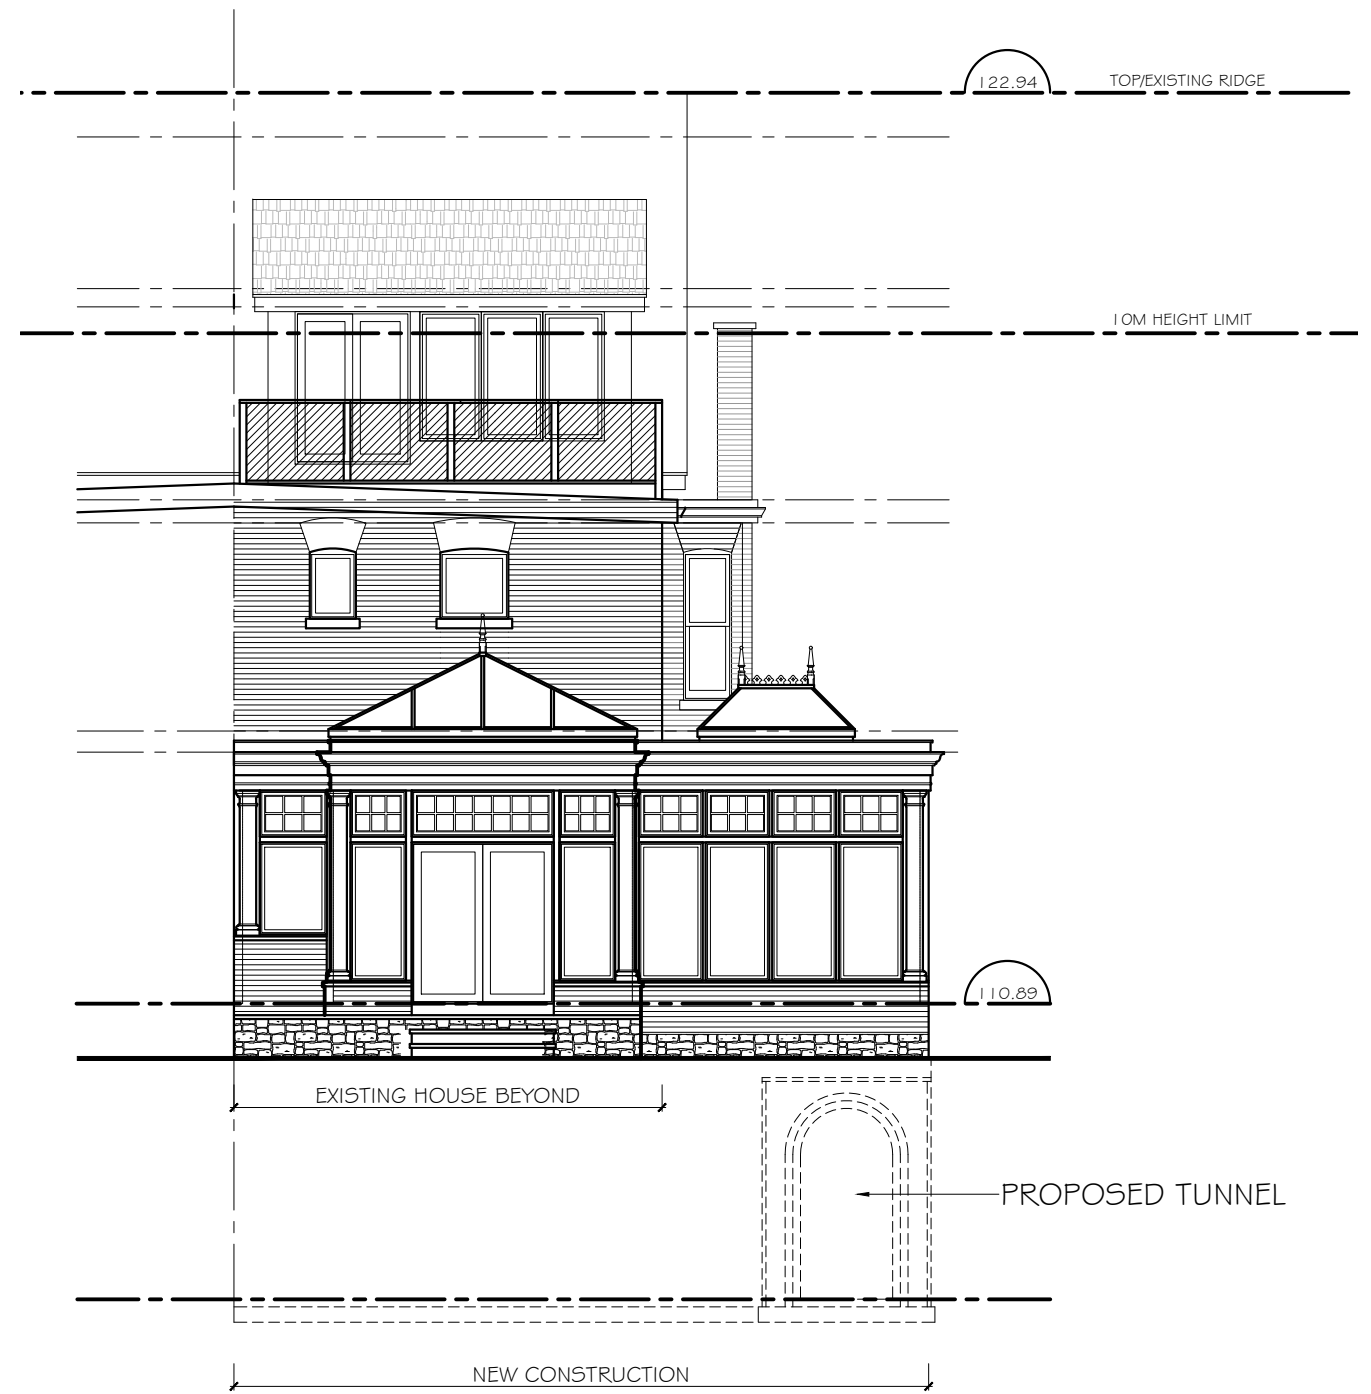 122.94
TOP/EXISTING RIDGE
10M HEIGHT LIMIT
110.89
EXISTING HOUSE BEYOND
PROPOSED TUNNEL
NEW CONSTRUCTION